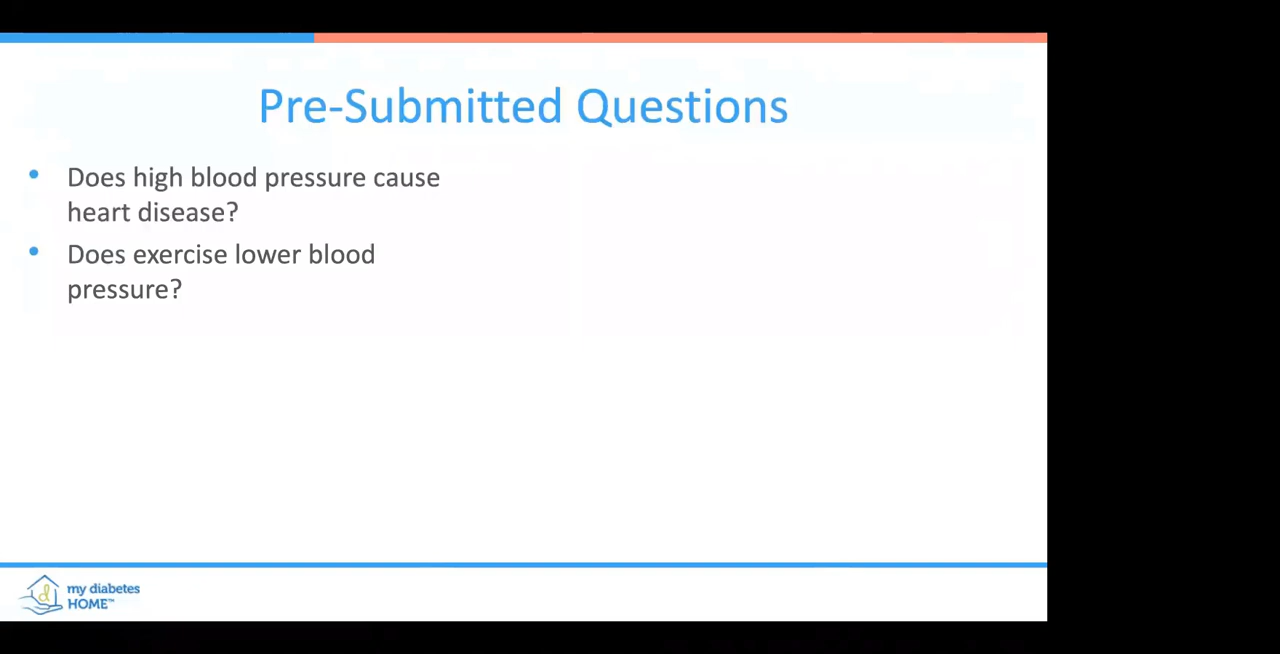 Pre-Submitted Questions
• Does high blood pressure cause
heart disease?
• Does exercise lower blood
pressure?
my diabetes
HOME™